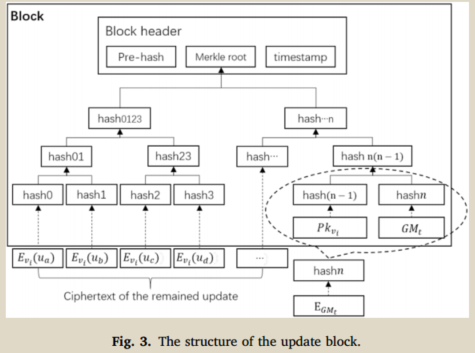 Block
Block header
Pre-hash Merkle root timestamp
hash0123 hash···n
hash01 hash23 hash··· hash n(n − 1)
hash0 hash1 hash2 hash3 hash(n − 1) hashn
Pk_{v_i} GM_t
E_{v_i}(u_a) E_{v_i}(u_b) E_{v_i}(u_c) E_{v_i}(u_d) ...
hashn
Ciphertext of the remained update
E_{GM_t}
Fig. 3. The structure of the update block.